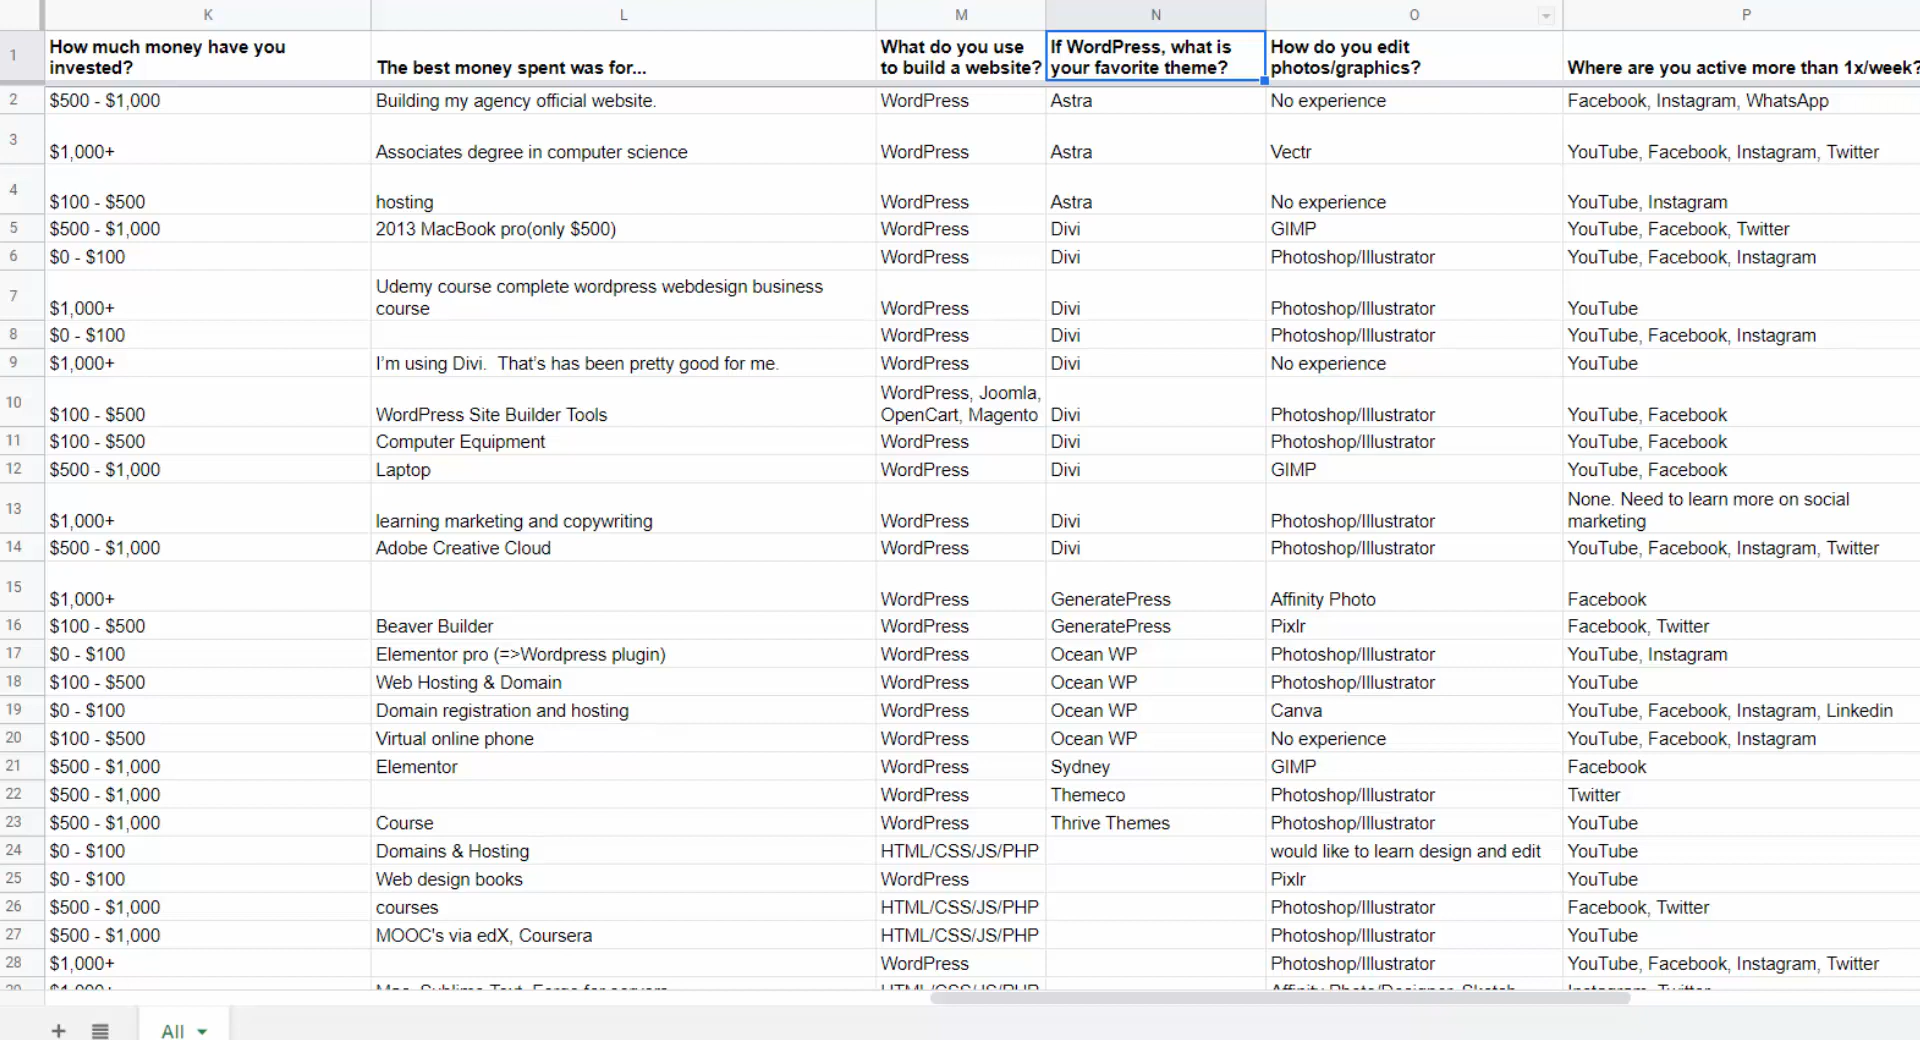 K L M N O P
1 How much money have you invested? The best money spent was for... What do you use to build a website? If WordPress, what is your favorite theme? How do you edit photos/graphics? Where are you active more than 1x/week?
2 $500 - $1,000 Building my agency official website. WordPress Astra No experience Facebook, Instagram, WhatsApp
3 $1,000+ Associates degree in computer science WordPress Astra Vectr YouTube, Facebook, Instagram, Twitter
4 $100 - $500 hosting WordPress Astra No experience YouTube, Instagram
5 $500 - $1,000 2013 MacBook pro(only $500) WordPress Divi GIMP YouTube, Facebook, Twitter
6 $0 - $100 WordPress Divi Photoshop/Illustrator YouTube, Facebook, Instagram
7 $1,000+ Udemy course complete wordpress webdesign business course WordPress Divi Photoshop/Illustrator YouTube
8 $0 - $100 WordPress Divi Photoshop/Illustrator YouTube, Facebook, Instagram
9 $1,000+ I'm using Divi. That's has been pretty good for me. WordPress Divi No experience YouTube
10 $100 - $500 WordPress Site Builder Tools WordPress, Joomla, OpenCart, Magento Divi Photoshop/Illustrator YouTube, Facebook
11 $100 - $500 Computer Equipment WordPress Divi Photoshop/Illustrator YouTube, Facebook
12 $500 - $1,000 Laptop WordPress Divi GIMP YouTube, Facebook
13 $1,000+ learning marketing and copywriting WordPress Divi Photoshop/Illustrator None. Need to learn more on social marketing
14 $500 - $1,000 Adobe Creative Cloud WordPress Divi Photoshop/Illustrator YouTube, Facebook, Instagram, Twitter
15 $1,000+ WordPress GeneratePress Affinity Photo Facebook
16 $100 - $500 Beaver Builder WordPress GeneratePress Pixlr Facebook, Twitter
17 $0 - $100 Elementor pro (=>Wordpress plugin) WordPress Ocean WP Photoshop/Illustrator YouTube, Instagram
18 $100 - $500 Web Hosting & Domain WordPress Ocean WP Photoshop/Illustrator YouTube
19 $0 - $100 Domain registration and hosting WordPress Ocean WP Canva YouTube, Facebook, Instagram, Linkedin
20 $100 - $500 Virtual online phone WordPress Ocean WP No experience YouTube, Facebook, Instagram
21 $500 - $1,000 Elementor WordPress Sydney GIMP Facebook
22 $500 - $1,000 WordPress Themeco Photoshop/Illustrator Twitter
23 $500 - $1,000 Course WordPress Thrive Themes Photoshop/Illustrator YouTube
24 $0 - $100 Domains & Hosting HTML/CSS/JS/PHP would like to learn design and edit YouTube
25 $0 - $100 Web design books WordPress Pixlr YouTube
26 $500 - $1,000 courses HTML/CSS/JS/PHP Photoshop/Illustrator Facebook, Twitter
27 $500 - $1,000 MOOC's via edX, Coursera HTML/CSS/JS/PHP Photoshop/Illustrator YouTube
28 $1,000+ WordPress Photoshop/Illustrator YouTube, Facebook, Instagram, Twitter
All